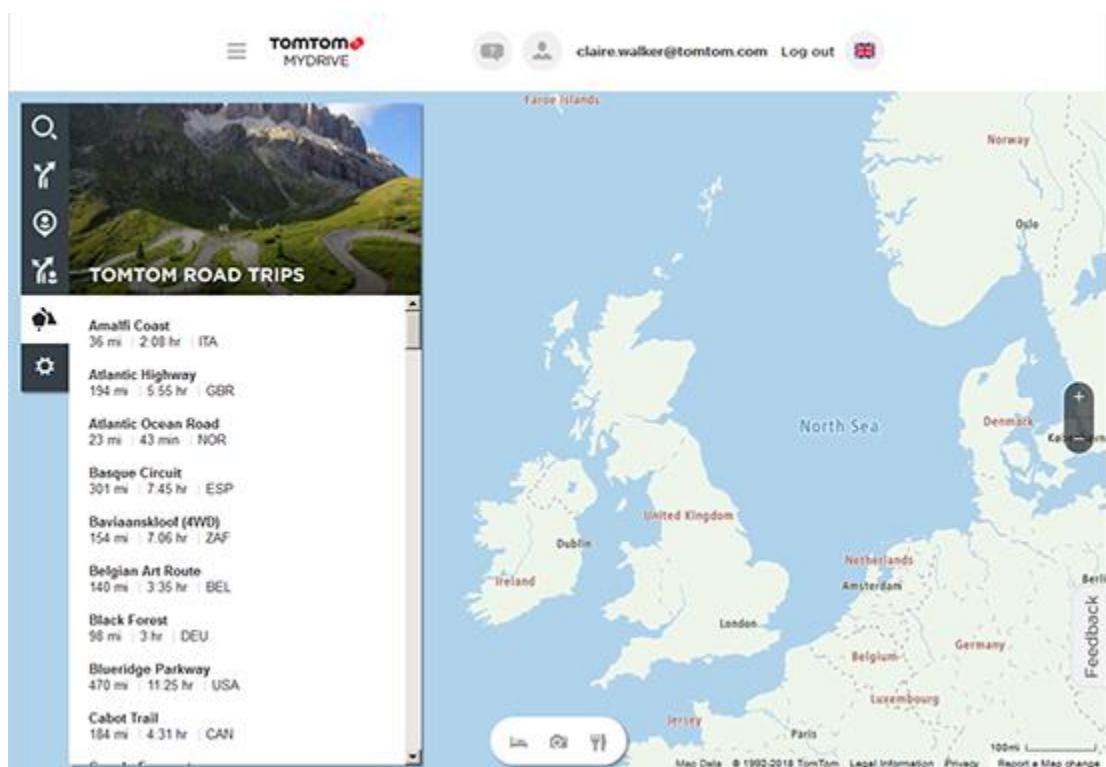 TOMTOM
MYDRIVE
claire.walker@tomtom.com Log out
TOMTOM ROAD TRIPS
Amalfi Coast
36 mi 2:08 hr ITA
Atlantic Highway
194 mi 5:55 hr GBR
Atlantic Ocean Road
23 mi 43 min NOR
Basque Circuit
301 mi 7:45 hr ESP
Baviaanskloof (4WD)
154 mi 7:06 hr ZAF
Belgian Art Route
140 mi 3:35 hr BEL
Black Forest
98 mi 3 hr DEU
Blueridge Parkway
470 mi 11:25 hr USA
Cabot Trail
184 mi 4:31 hr CAN
Faroe Islands
Norway
Oslo
North Sea
Denmark
United Kingdom
Dublin
Ireland
Netherlands
Amsterdam
Berli
London
Belgium
Germany
Luxembourg
Jersey
Paris
Feedback
100mi
Map Data © 1992-2018 TomTom Legal Information Privacy Report a Map change